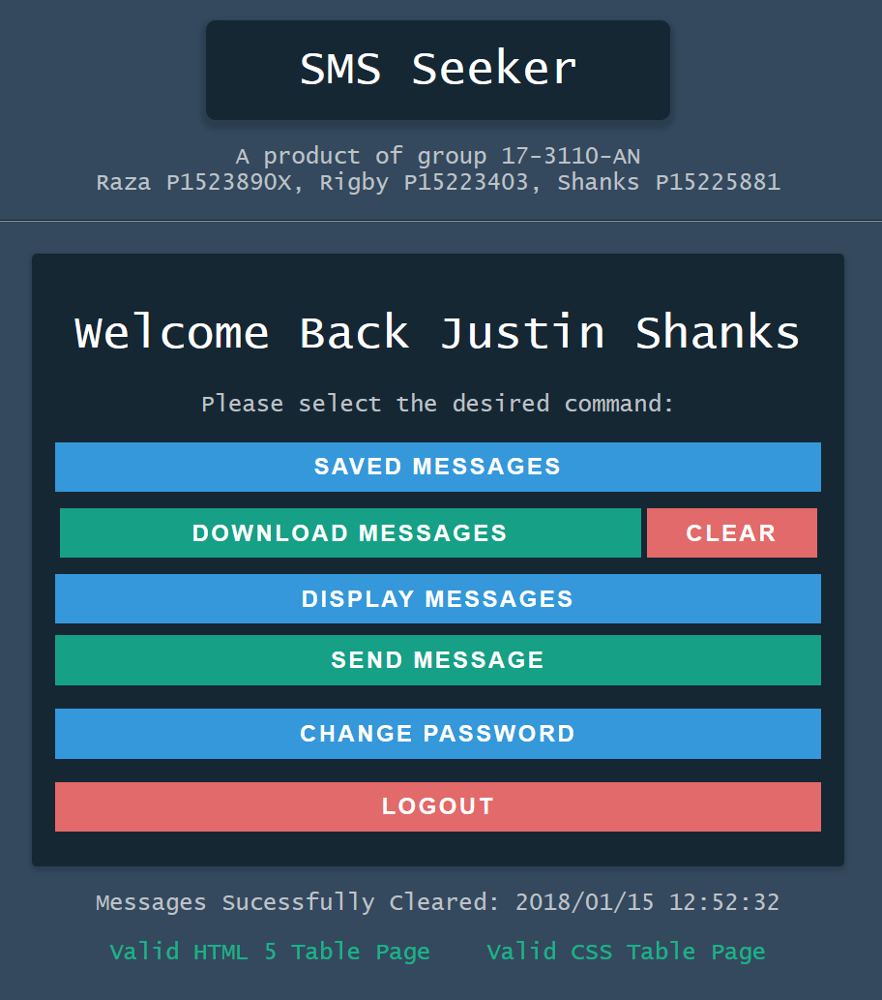 SMS Seeker
A product of group 17-3110-AN
Raza P1523890X, Rigby P15223403, Shanks P15225881
Welcome Back Justin Shanks
Please select the desired command:
SAVED MESSAGES
DOWNLOAD MESSAGES CLEAR
DISPLAY MESSAGES
SEND MESSAGE
CHANGE PASSWORD
LOGOUT
Messages Sucessfully Cleared: 2018/01/15 12:52:32
Valid HTML 5 Table Page Valid CSS Table Page